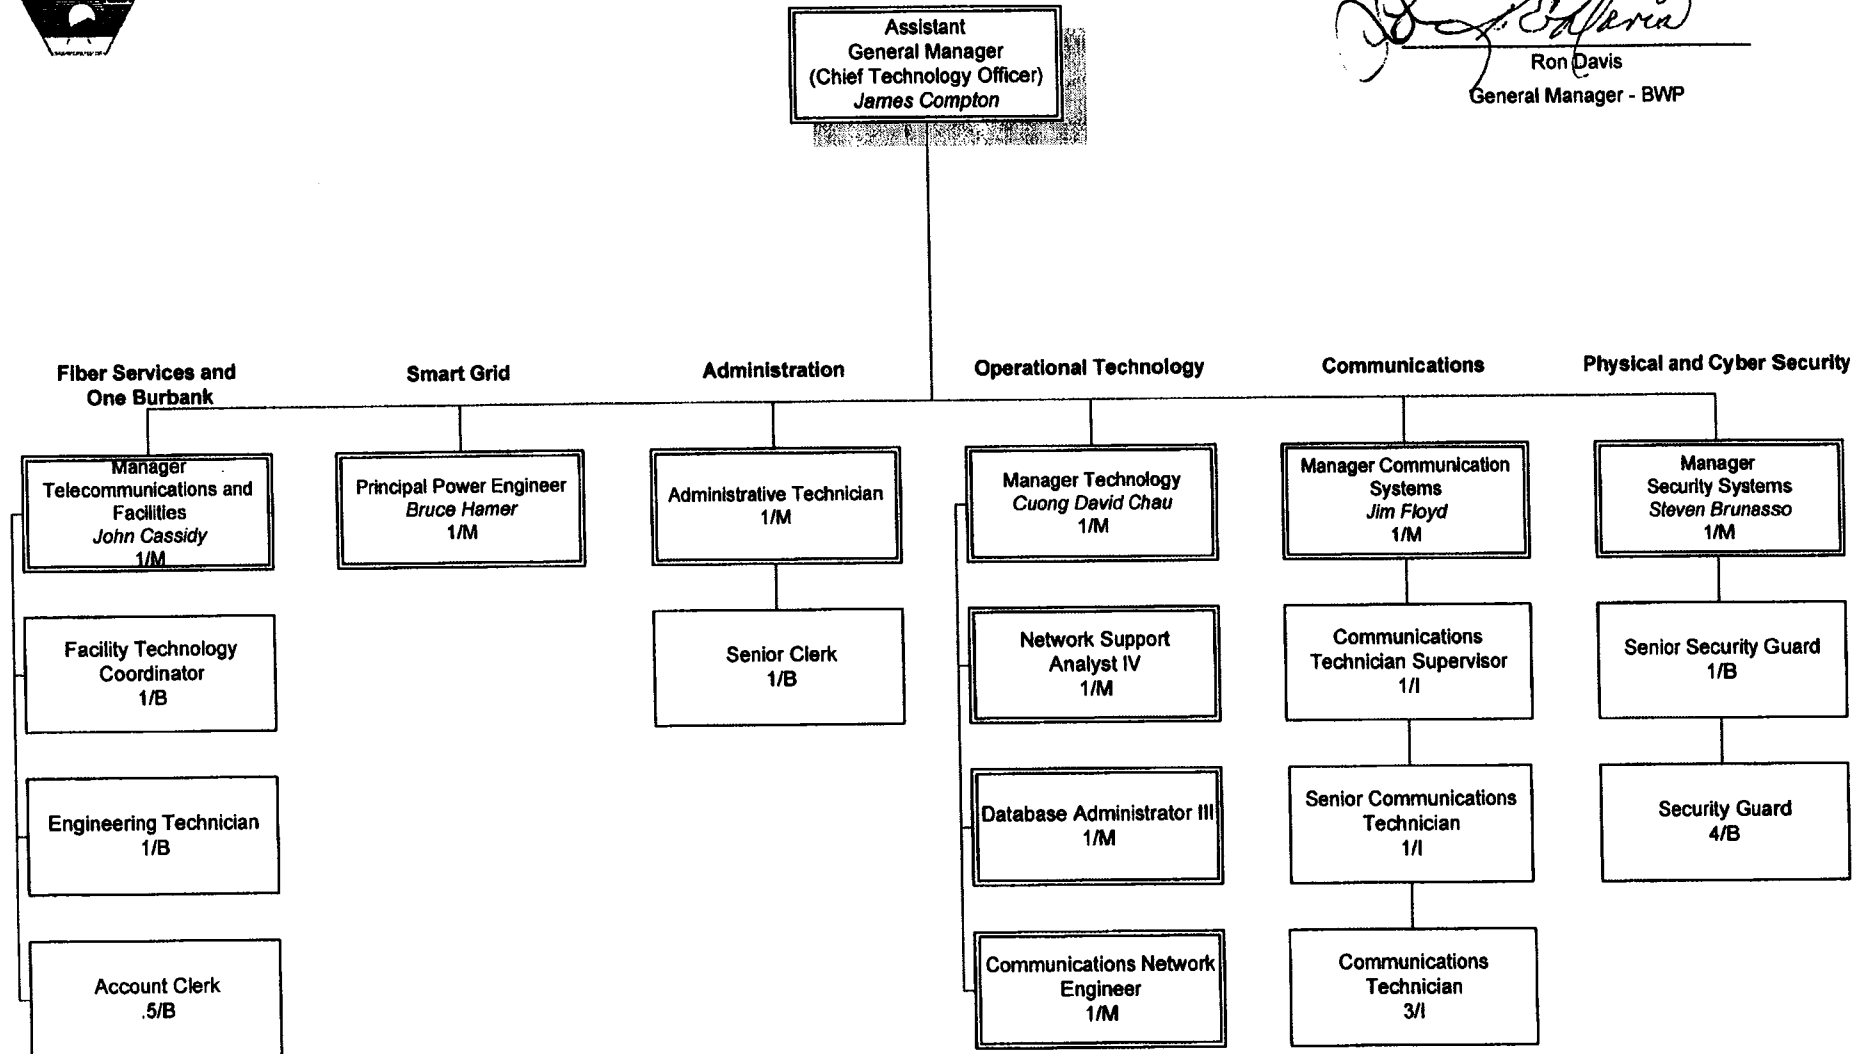 Assistant
General Manager
(Chief Technology Officer)
James Compton
Ron Davis
General Manager - BWP
Fiber Services and
One Burbank
Smart Grid
Administration
Operational Technology
Communications
Physical and Cyber Security
Manager
Telecommunications and
Facilities
John Cassidy
1/M
Principal Power Engineer
Bruce Hamer
1/M
Administrative Technician
1/M
Manager Technology
Cuong David Chau
1/M
Manager Communication
Systems
Jim Floyd
1/M
Manager
Security Systems
Steven Brunasso
1/M
Facility Technology
Coordinator
1/B
Senior Clerk
1/B
Network Support
Analyst IV
1/M
Communications
Technician Supervisor
1/I
Senior Security Guard
1/B
Engineering Technician
1/B
Database Administrator III
1/M
Senior Communications
Technician
1/I
Security Guard
4/B
Account Clerk
.5/B
Communications Network
Engineer
1/M
Communications
Technician
3/I